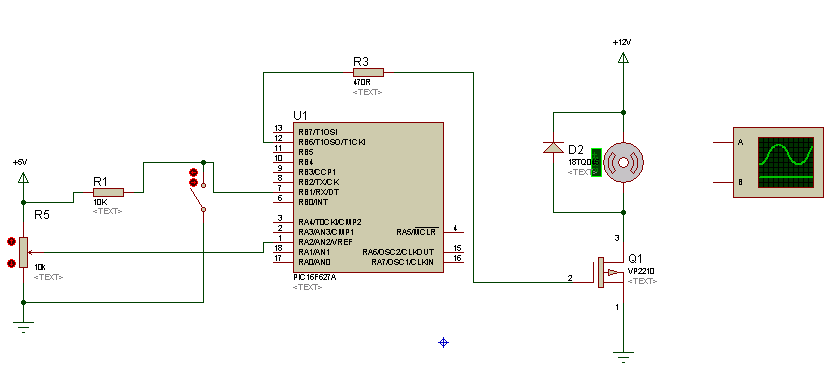 +12V
R3
470R
<TEXT>
U1
13 RB7/T1OSI
12 RB6/T1OSO/T1CKI
11 RB5
10 RB4
9 RB3/CCP1
8 RB2/TX/CK
7 RB1/RX/DT
6 RB0/INT
3 RA4/T0CKI/CMP2
2 RA3/AN3/CMP1
1 RA2/AN2/VREF
18 RA1/AN1
17 RA0/AN0
RA5/MCLR 4
RA6/OSC2/CLKOUT 15
RA7/OSC1/CLKIN 16
PIC16F627A
<TEXT>
+5V
R1
10K
<TEXT>
R5
10k
<TEXT>
D2
<TEXT>
A
B
3
Q1
2
VP2210
<TEXT>
1